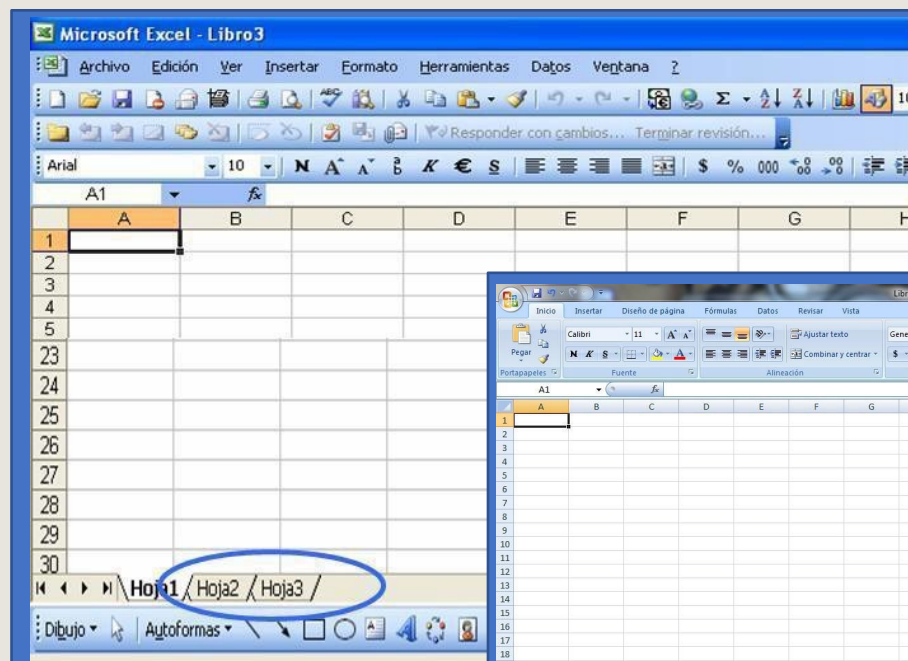 Microsoft Excel - Libro3
Archivo Edición Ver Insertar Formato Herramientas Datos Ventana ?
ABC Σ A Z Z A 10
Responder con cambios... Terminar revisión...
Arial 10 N A A a b K € S $ % 000
A1 fx
A B C D E F G H
1
2
3
4
5
23
24
25
26
27
28
29
30
Hoja1 Hoja2 Hoja3
Dibujo Autoformas
Libr
Inicio Insertar Diseño de página Fórmulas Datos Revisar Vista
Calibri 11 A A Ajustar texto Gene
Pegar N K S A Combinar y centrar $
Portapapeles Fuente Alineación
A1 fx
A B C D E F G
1
2
3
4
5
6
7
8
9
10
11
12
13
14
15
16
17
18